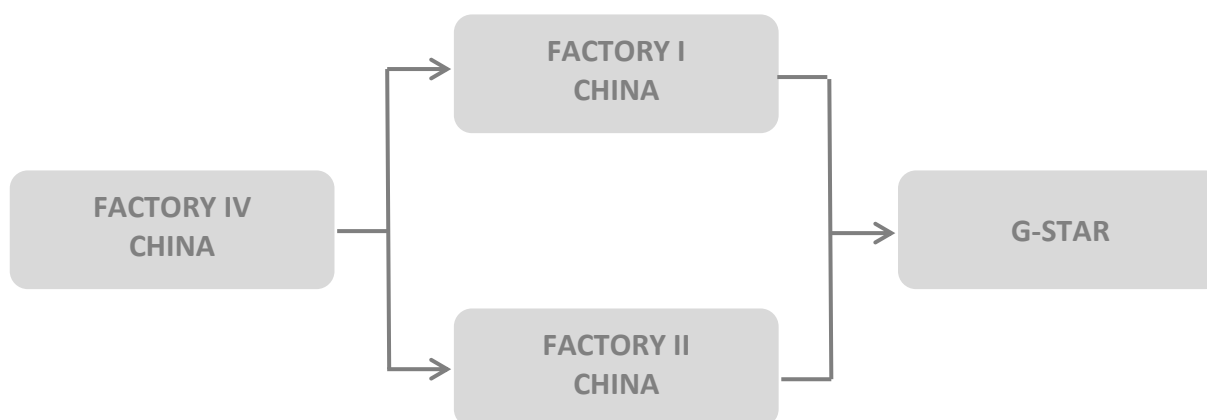 FACTORY I
CHINA
FACTORY IV
CHINA
G-STAR
FACTORY II
CHINA